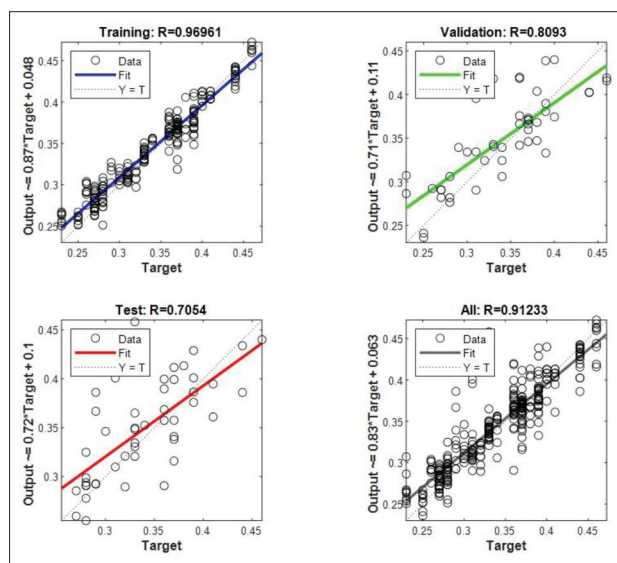 Training: R=0.96961
Output ~= 0.87*Target + 0.048
0.45
0.4
0.35
0.3
0.25
Data
Fit
Y = T
0.25 0.3 0.35 0.4 0.45
Target
Validation: R=0.8093
Output ~= 0.71*Target + 0.11
0.45
0.4
0.35
0.3
0.25
Data
Fit
Y = T
0.25 0.3 0.35 0.4 0.45
Target
Test: R=0.7054
Output ~= 0.72*Target + 0.1
0.45
0.4
0.35
0.3
Data
Fit
Y = T
0.3 0.35 0.4 0.45
Target
All: R=0.91233
Output ~= 0.83*Target + 0.063
0.45
0.4
0.35
0.3
0.25
Data
Fit
Y = T
0.25 0.3 0.35 0.4 0.45
Target